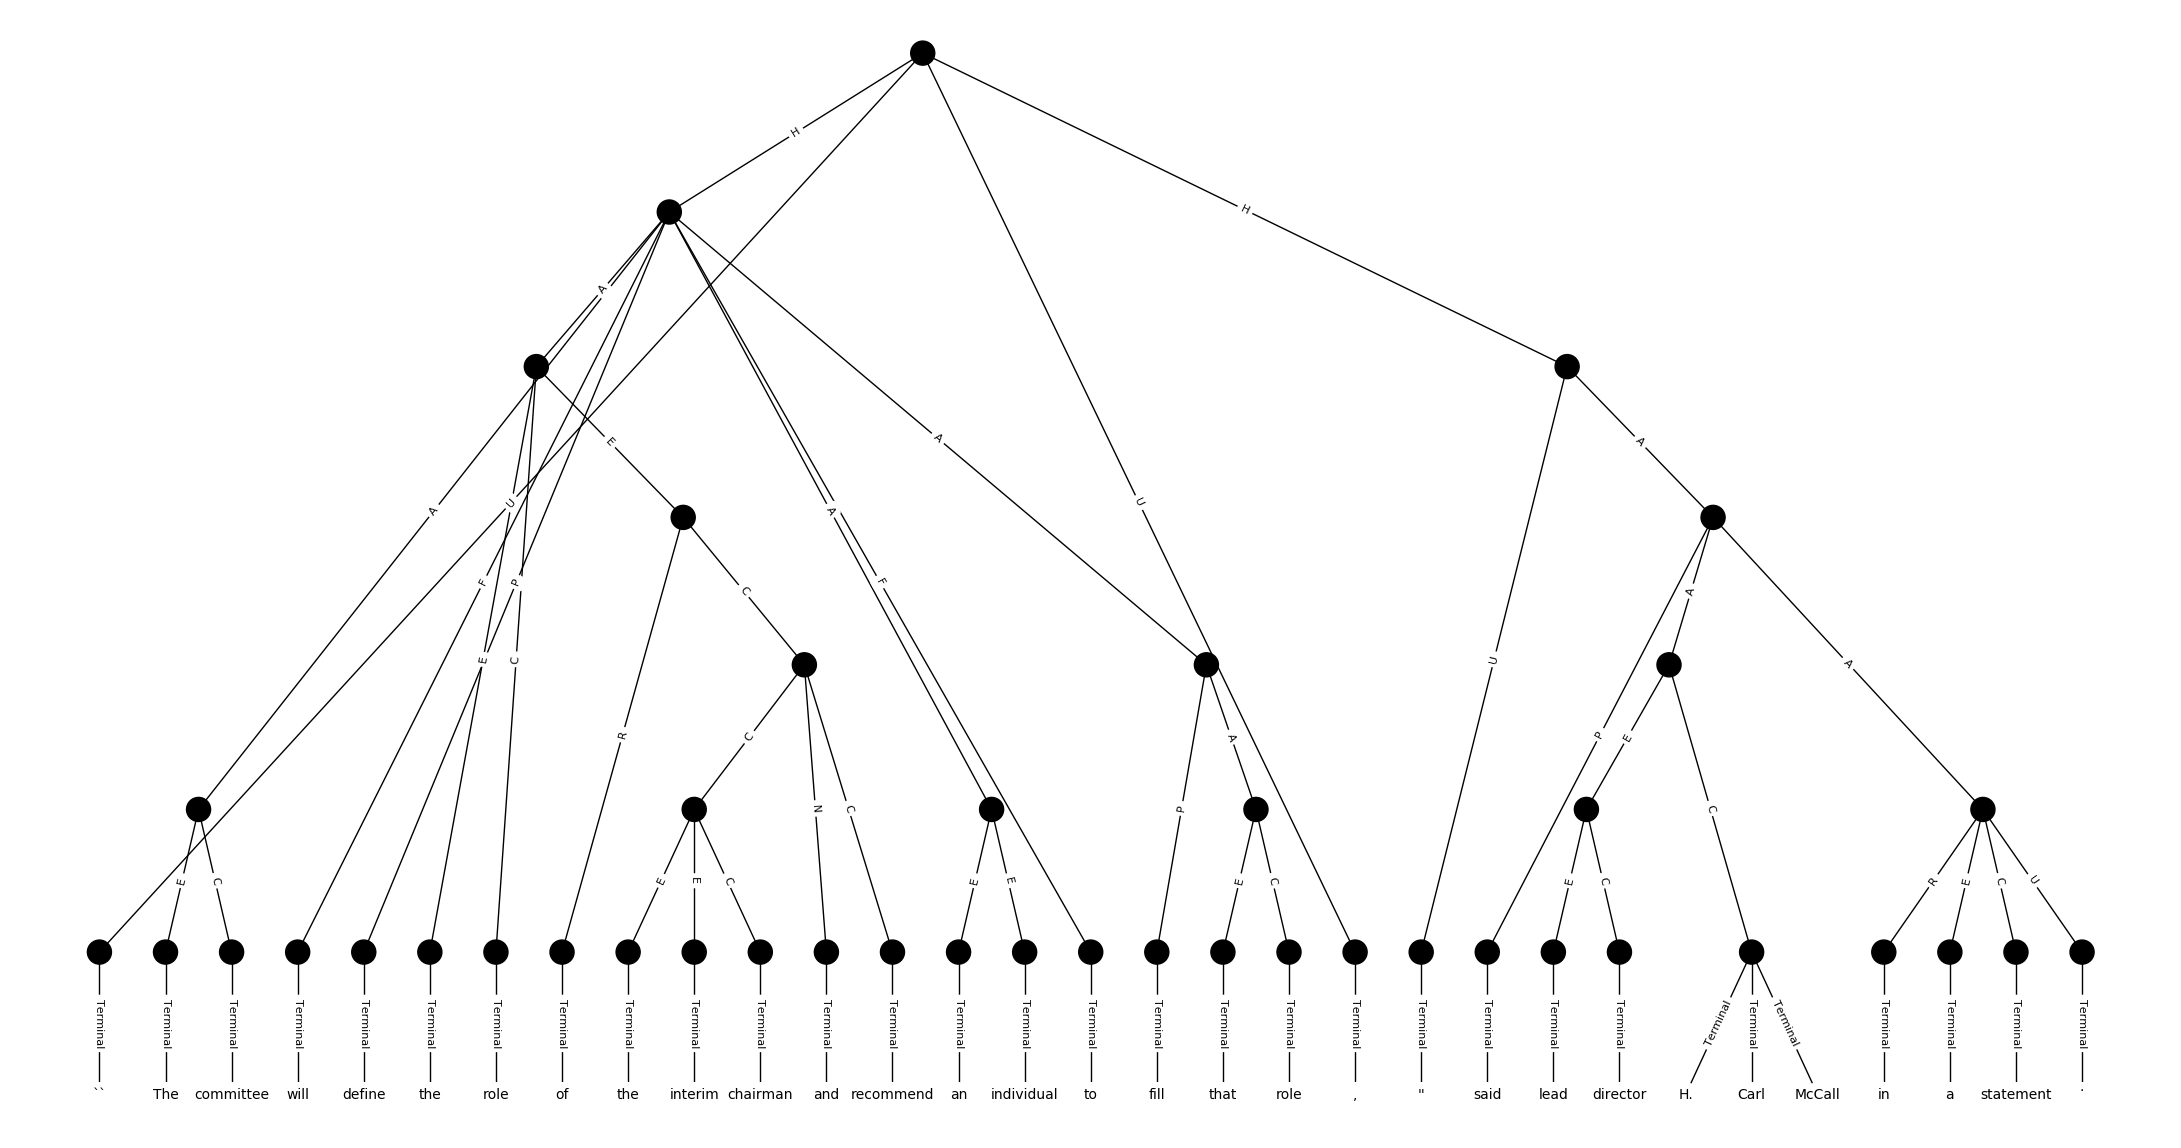 H
H
A
A
E
A
A
U
U
F
P
F
C
A
E
C
U
A
R
C
A
P
E
P
N
C
C
E
C
E
E
C
E
E
E
C
E
C
R
E
C
U
Terminal Terminal Terminal Terminal Terminal Terminal Terminal Terminal Terminal Terminal Terminal Terminal Terminal Terminal Terminal Terminal Terminal Terminal Terminal Terminal Terminal Terminal Terminal Terminal Terminal Terminal Terminal Terminal Terminal Terminal Terminal
`` The committee will define the role of the interim chairman and recommend an individual to fill that role , " said lead director H. Carl McCall in a statement .